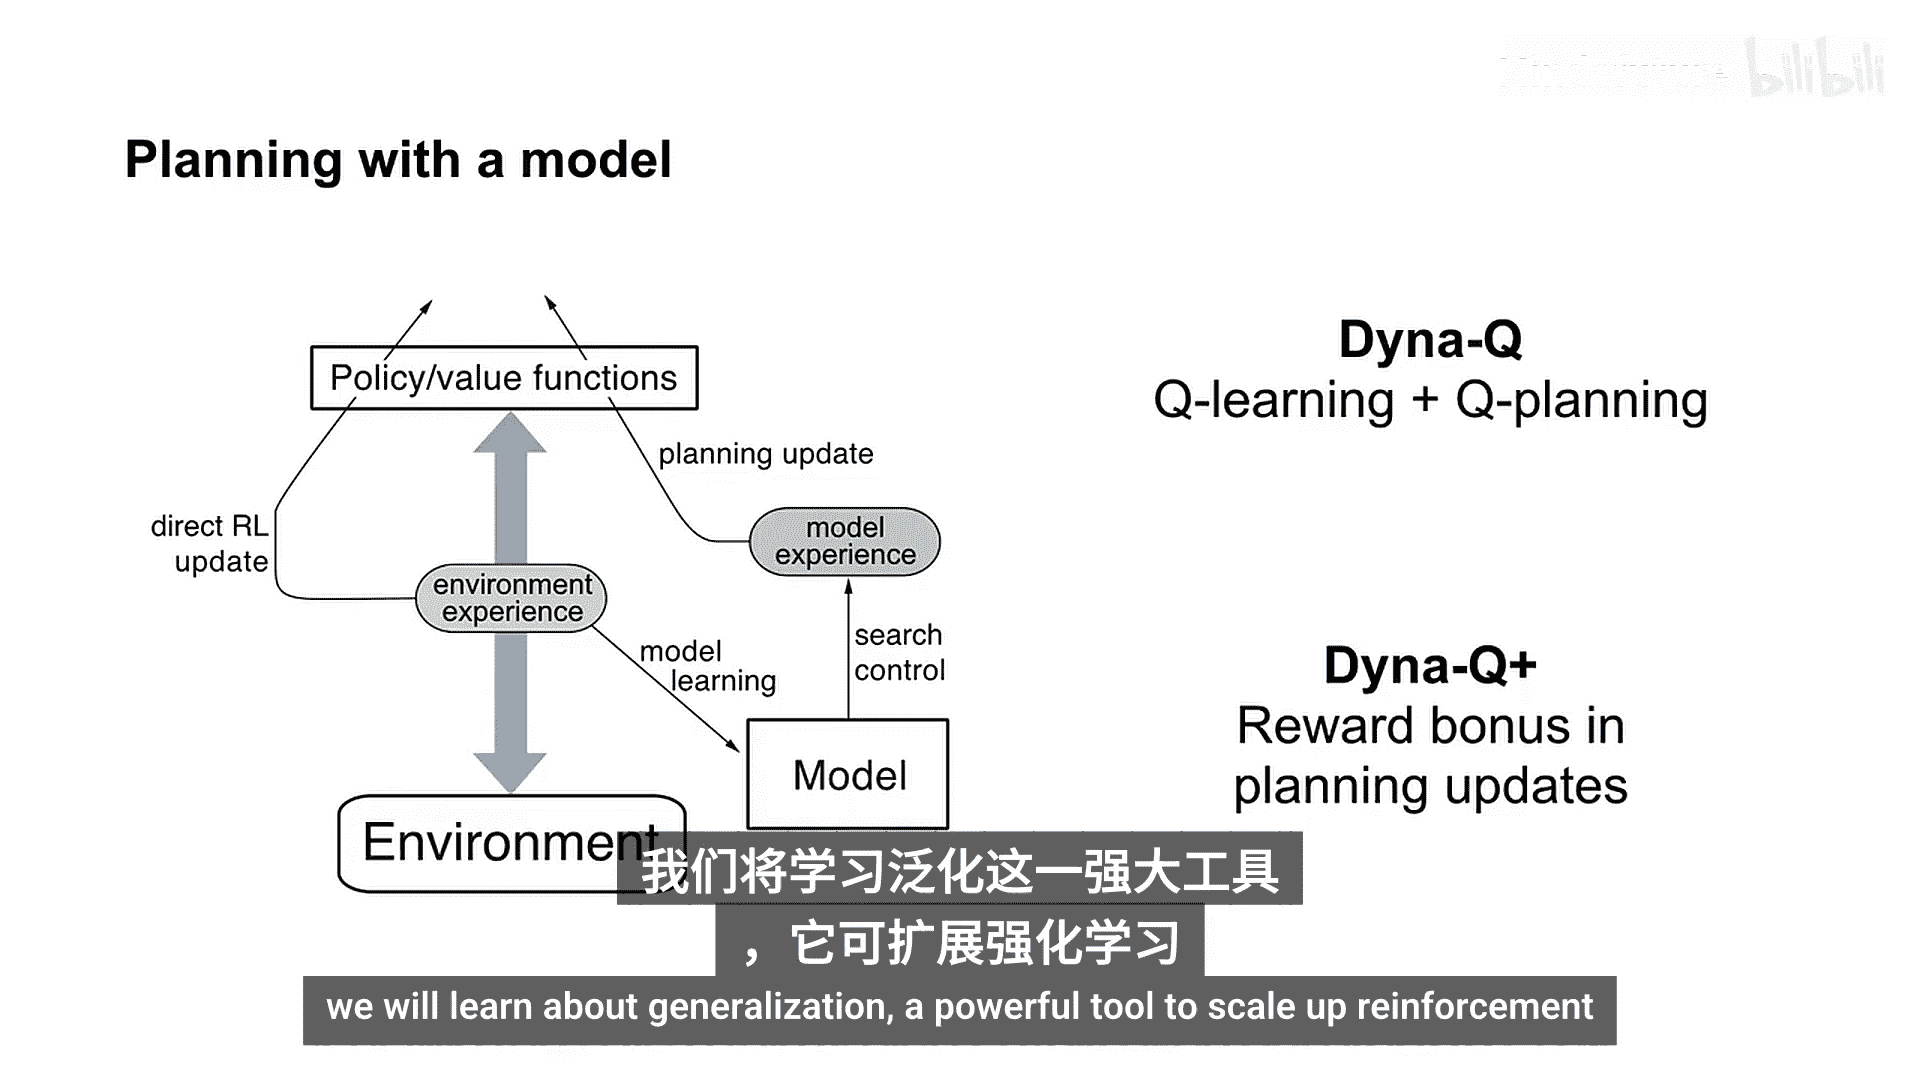 bilibili
Planning with a model
Policy/value functions
planning update
direct RL
update
model
experience
environment
experience
model
learning
search
control
Model
Environment
Dyna-Q
Q-learning + Q-planning
Dyna-Q+
Reward bonus in
planning updates
我们将学习泛化这一强大工具
，它可扩展强化学习
we will learn about generalization, a powerful tool to scale up reinforcement